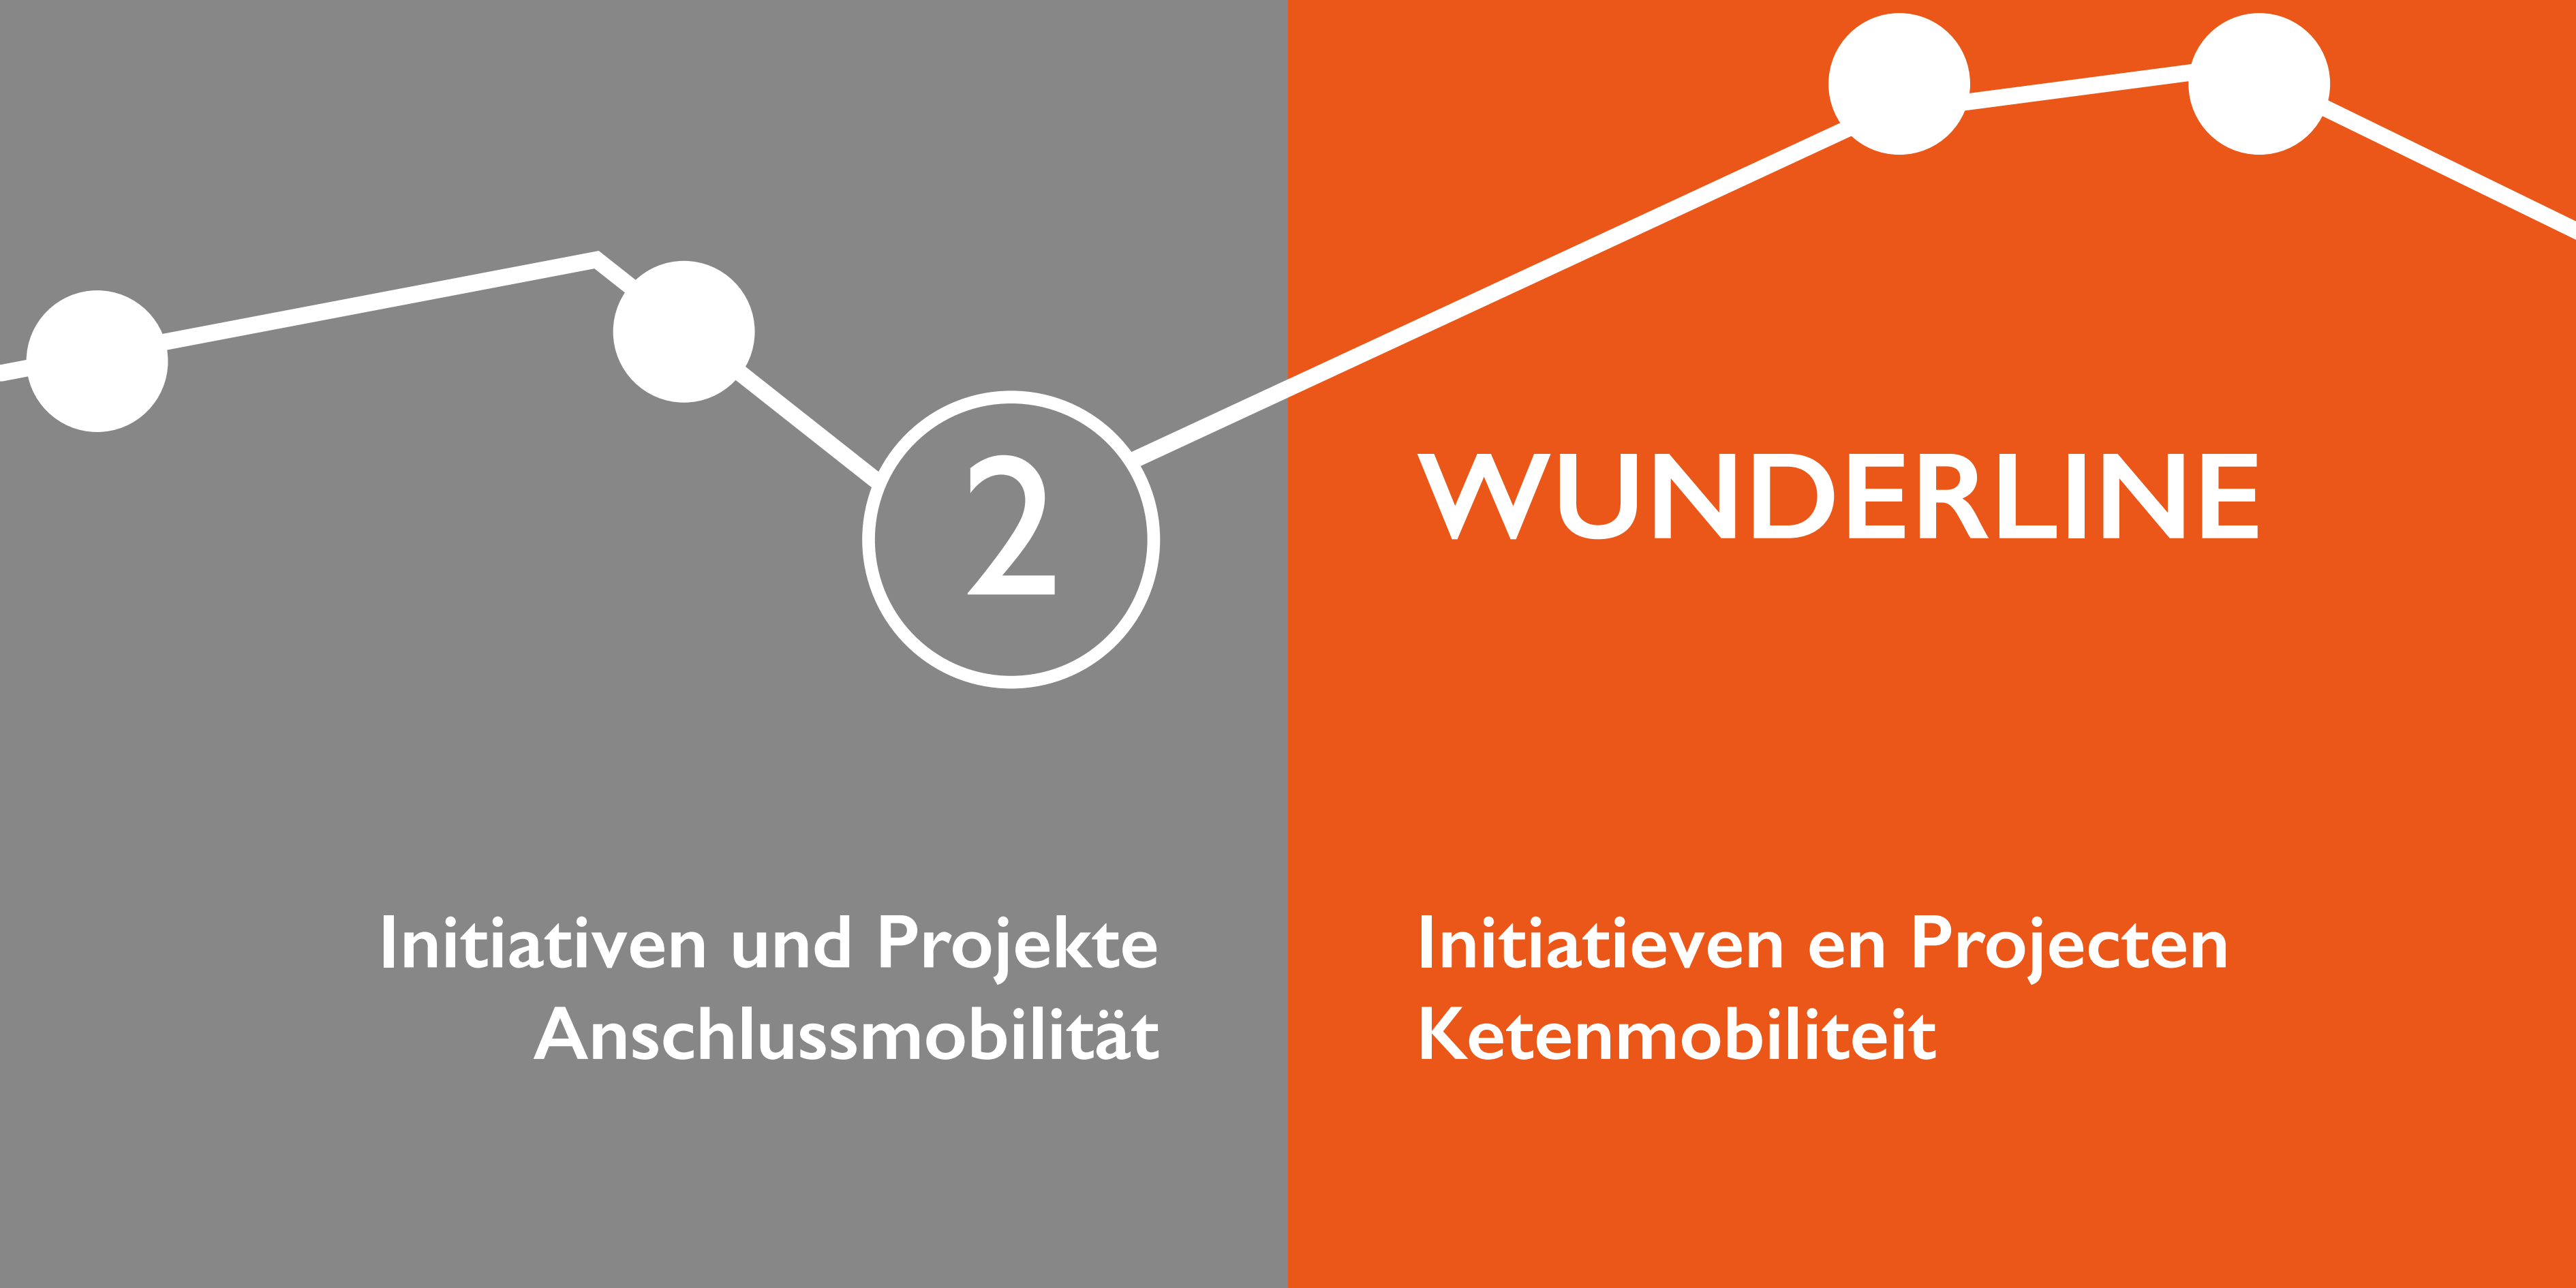 2
WUNDERLINE
Initiativen und Projekte
Anschlussmobilität
Initiatieven en Projecten
Ketenmobiliteit